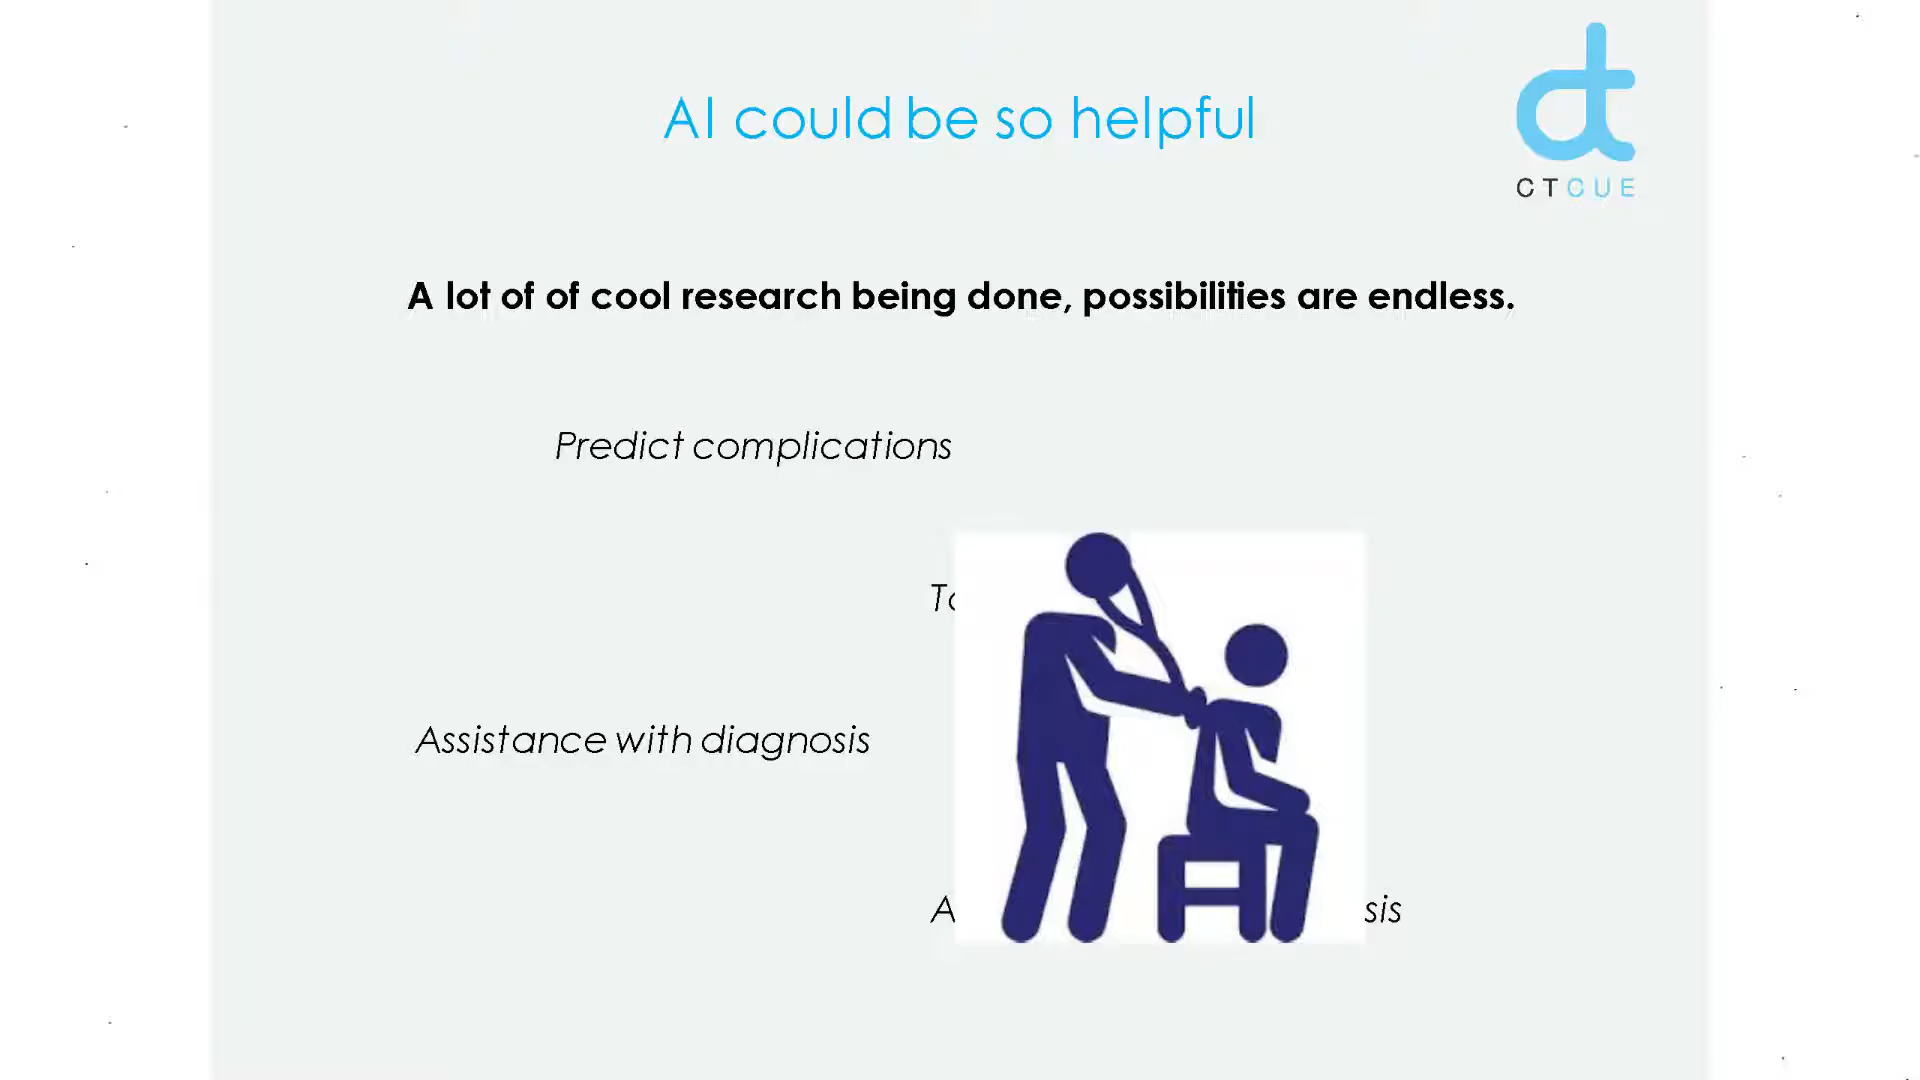 AI could be so helpful
CTCUE
A lot of of cool research being done, possibilities are endless.
Predict complications
Assistance with diagnosis